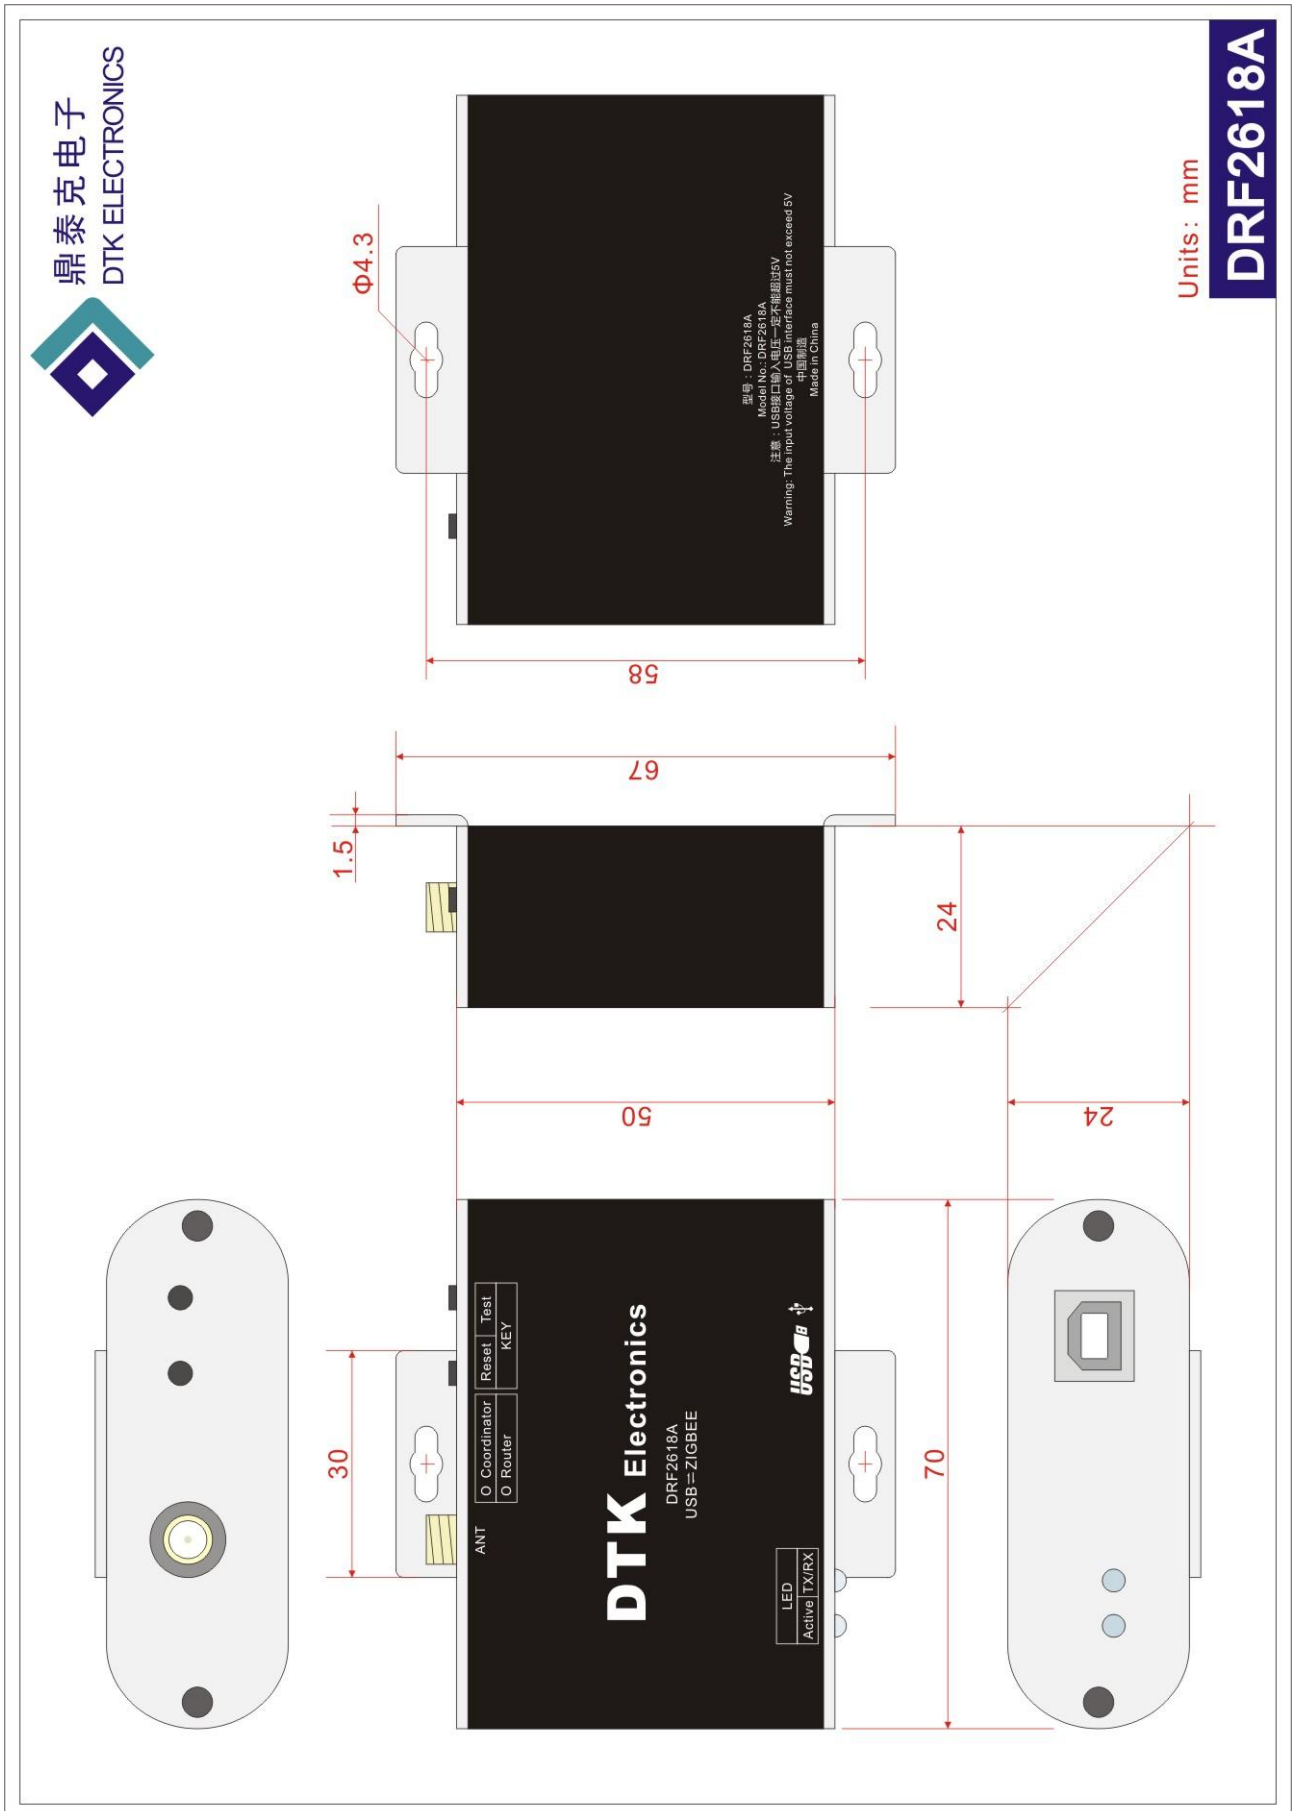 鼎泰克电子
DTK ELECTRONICS
Units: mm
DRF2618A
Φ4.3
型号：DRF2618A
Model No.: DRF2618A
注意：USB接口输入电压一定不能超过5V
Warning: The input voltage of USB interface must not exceed 5V
中国制造
Made in China
58
67
1.5
24
50
24
30
70
ANT
O Coordinator
O Router
Reset Test
KEY
DTK Electronics
DRF2618A
USB⇌ZIGBEE
LED
Active TX/RX
USB B